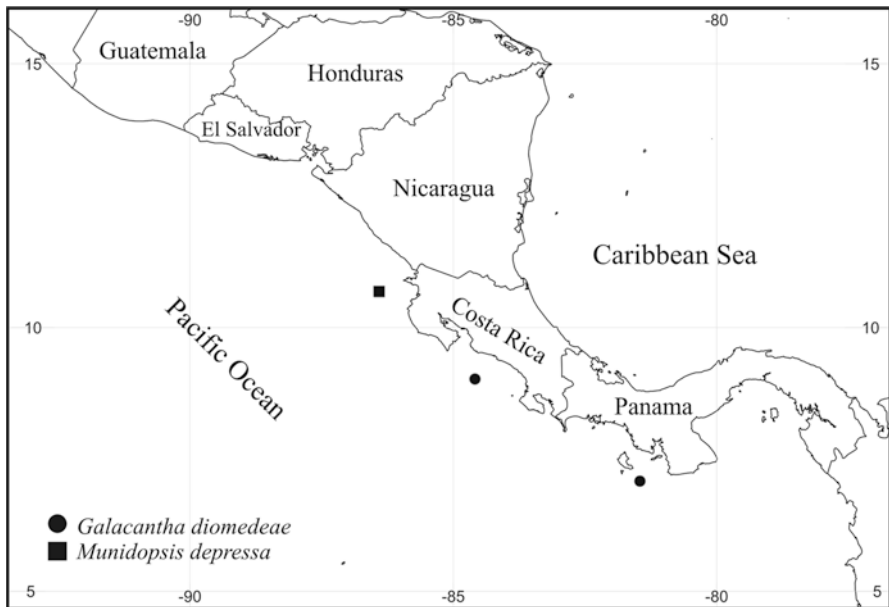 -90 -85 -80
Guatemala
15 Honduras 15
El Salvador
Nicaragua
Caribbean Sea
Pacific Ocean
10 Costa Rica 10
Panama
Galacantha diomedeae
Munidopsis depressa
5 -90 -85 -80 5